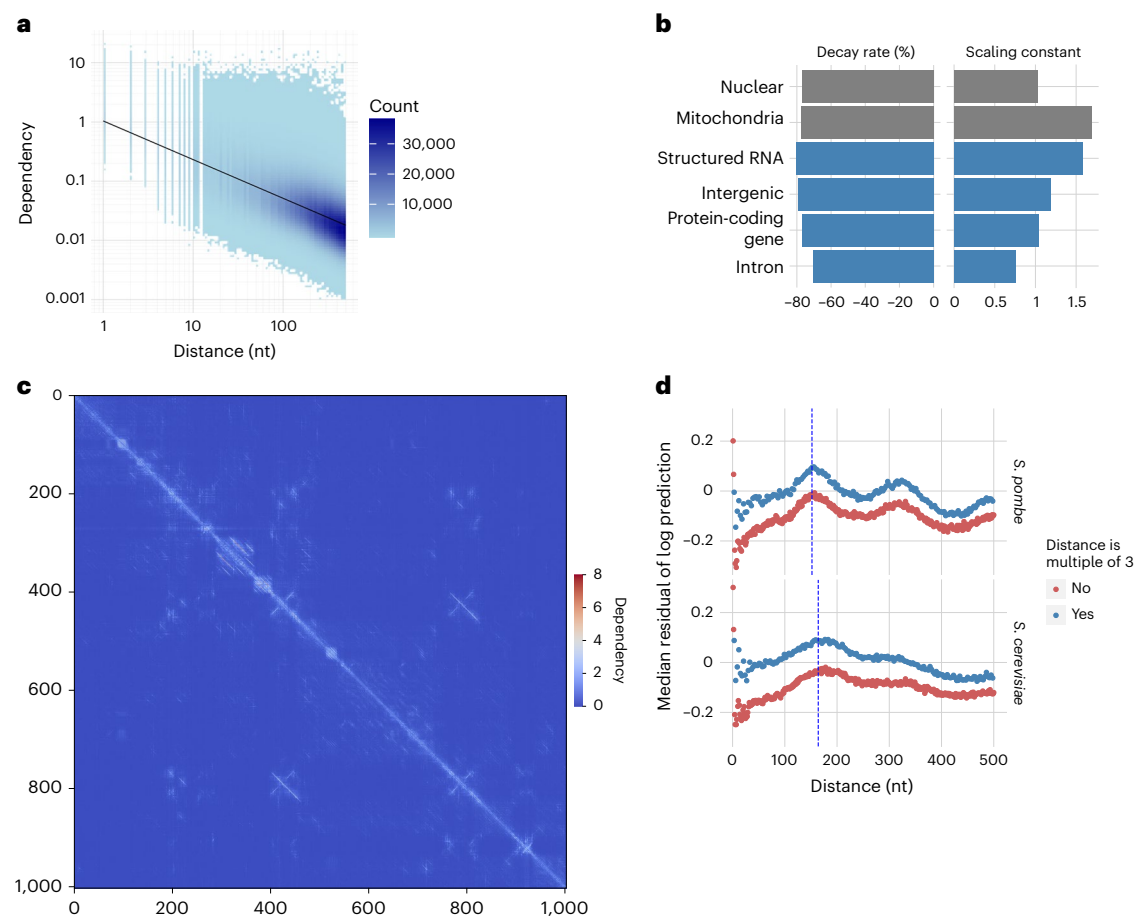 a
10
1
0.1
0.01
0.001
Dependency
1
10
100
Distance (nt)
Count
30,000
20,000
10,000
b
Decay rate (%)
Scaling constant
Nuclear
Mitochondria
Structured RNA
Intergenic
Protein-coding
gene
Intron
−80
−60
−40
−20
0
0
0.5
1
1.5
c
0
200
400
600
800
1,000
0
200
400
600
800
1,000
8
6
4
2
0
Dependency
d
Median residual of log prediction
0.2
0
−0.2
S. pombe
0.2
0
−0.2
S. cerevisiae
0
100
200
300
400
500
Distance (nt)
Distance is
multiple of 3
No
Yes